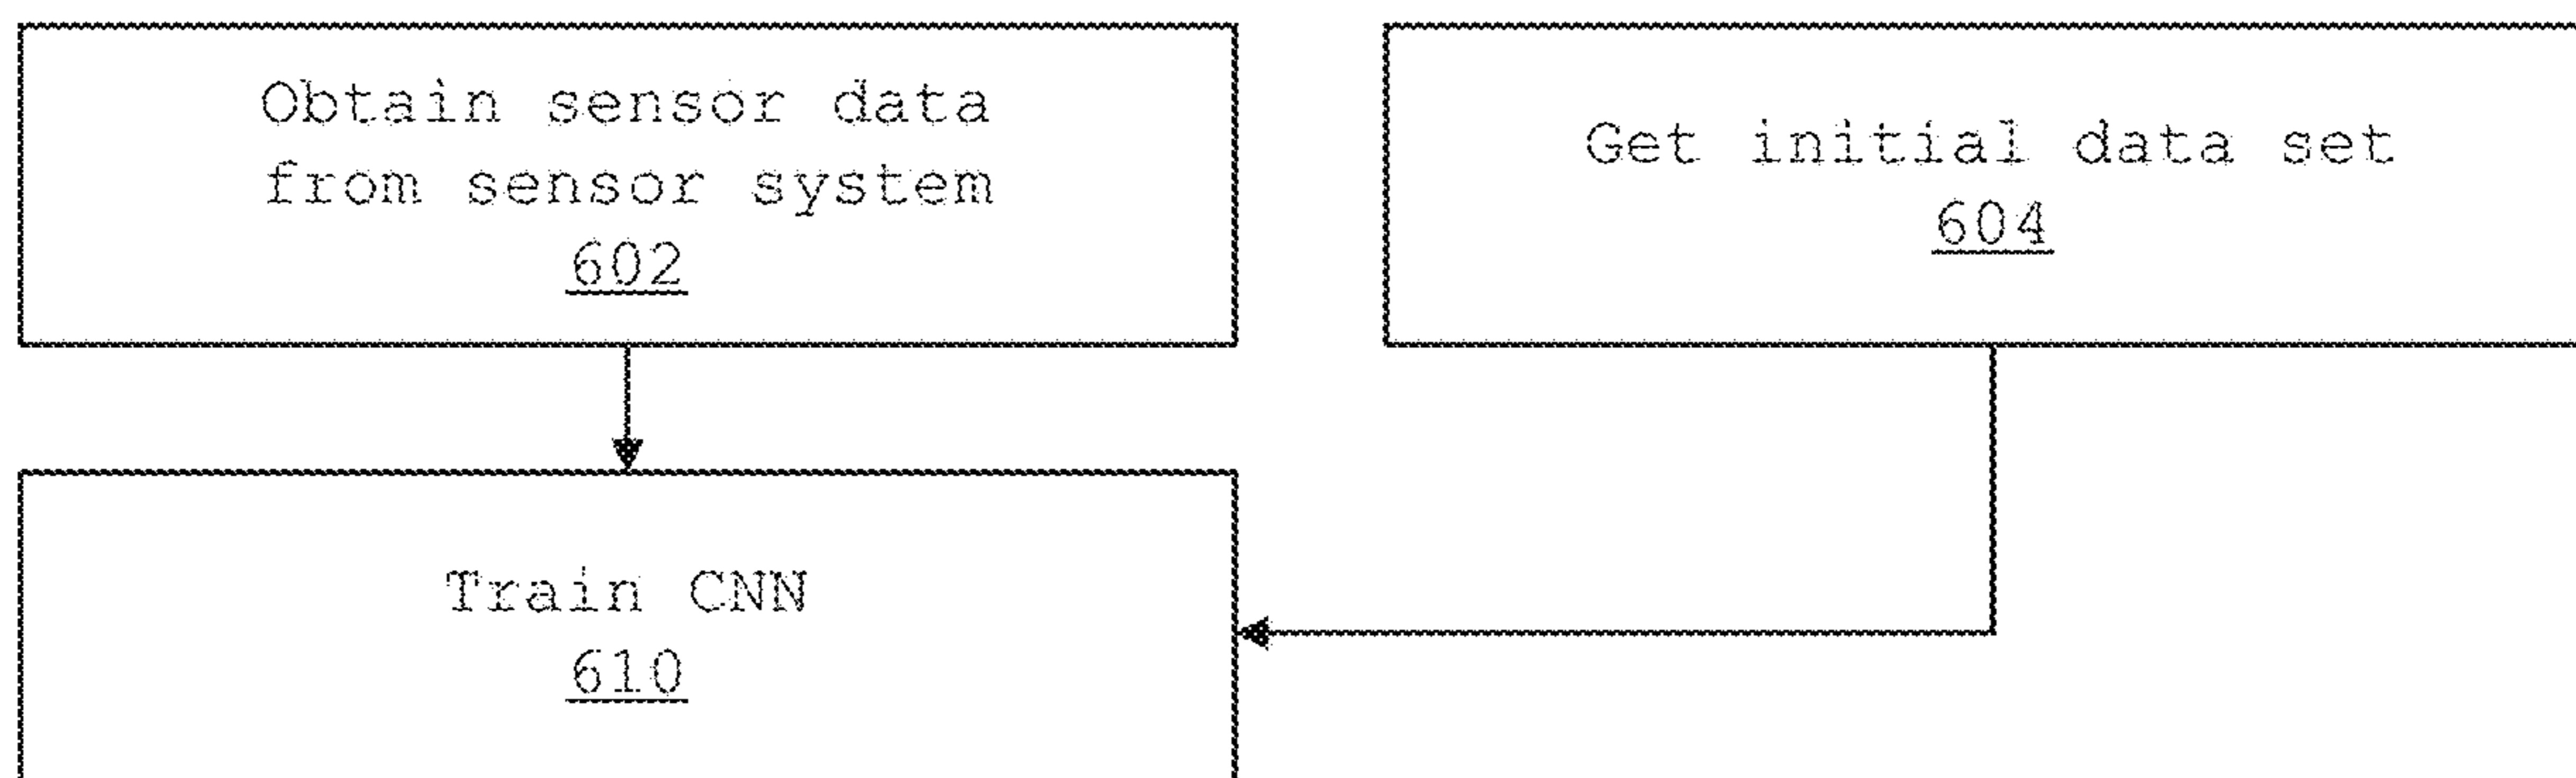 Obtain sensor data
from sensor system
602
Get initial data set
604
Train CNN
610